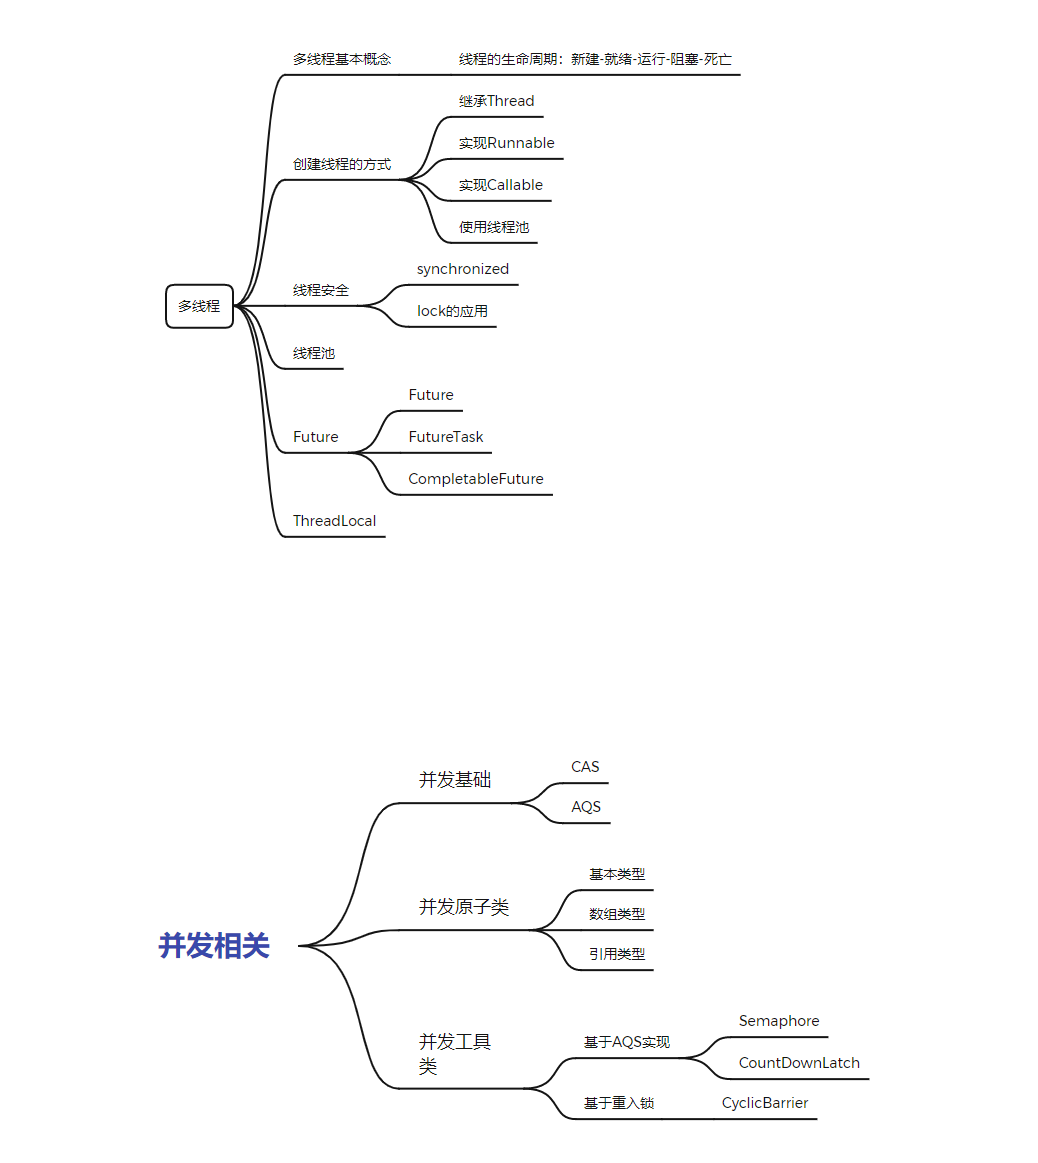 多线程基本概念
线程的生命周期：新建-就绪-运行-阻塞-死亡
继承Thread
实现Runnable
创建线程的方式
实现Callable
使用线程池
synchronized
线程安全
lock的应用
多线程
线程池
Future
Future
FutureTask
CompletableFuture
ThreadLocal
CAS
并发基础
AQS
基本类型
并发原子类
数组类型
引用类型
并发相关
Semaphore
并发工具
类
基于AQS实现
CountDownLatch
基于重入锁
CyclicBarrier